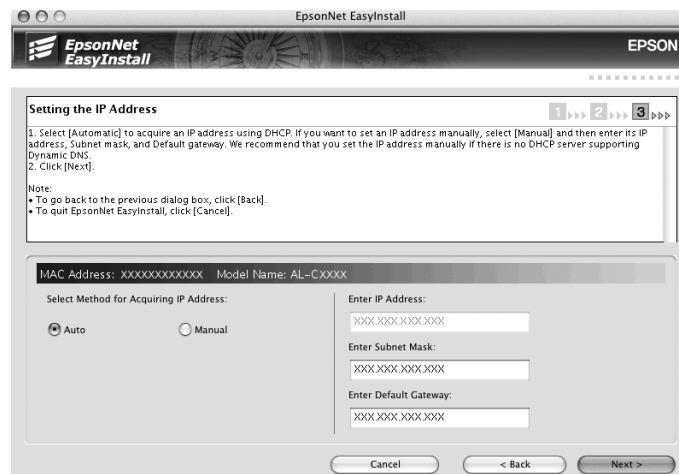 EpsonNet EasyInstall
EpsonNet
EasyInstall
EPSON
Setting the IP Address
1 2 3
1. Select [Automatic] to acquire an IP address using DHCP. If you want to set an IP address manually, select [Manual] and then enter its IP
address, Subnet mask, and Default gateway. We recommend that you set the IP address manually if there is no DHCP server supporting
Dynamic DNS.
2. Click [Next].
Note:
• To go back to the previous dialog box, click [Back].
• To quit EpsonNet EasyInstall, click [Cancel].
MAC Address: XXXXXXXXXXXX Model Name: AL-CXXXX
Select Method for Acquiring IP Address:
Auto
Manual
Enter IP Address:
XXX.XXX.XXX.XXX
Enter Subnet Mask:
XXX.XXX.XXX.XXX
Enter Default Gateway:
XXX.XXX.XXX.XXX
Cancel
< Back
Next >